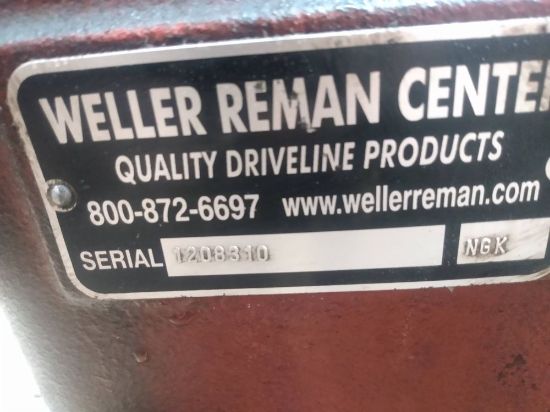 WELLER REMAN CENTE
QUALITY DRIVELINE PRODUCTS
800-872-6697 www.wellerreman.com
SERIAL 1208310 NGK